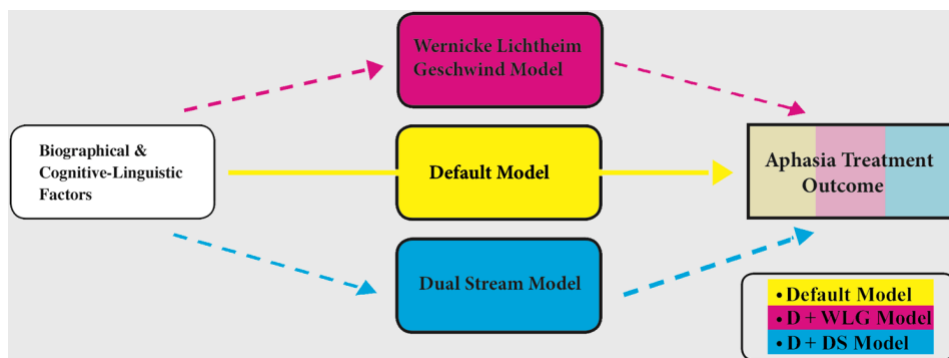 Wernicke Lichtheim
Geschwind Model
Biographical &
Cognitive-Linguistic
Factors
Default Model
Aphasia Treatment
Outcome
Dual Stream Model
• Default Model
• D + WLG Model
• D + DS Model